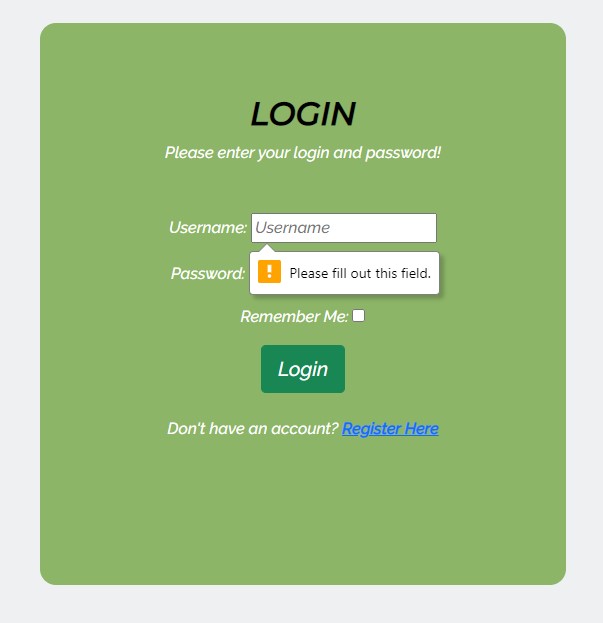 LOGIN
Please enter your login and password!
Username: Username
Password:
! Please fill out this field.
Remember Me:
Login
Don't have an account? Register Here